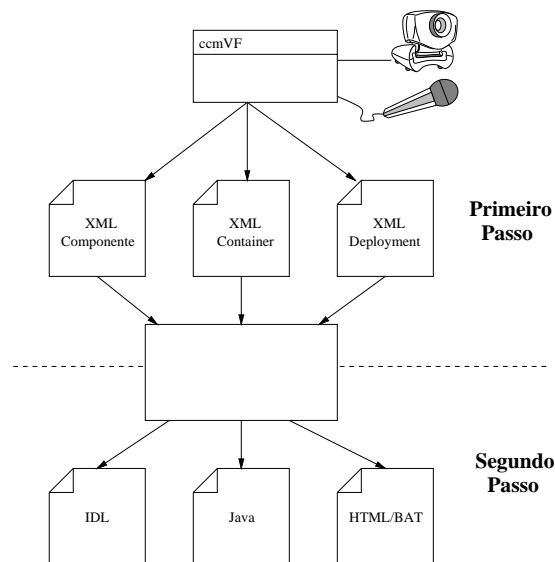 ccmVF
XML
Componente
XML
Container
XML
Deployment
Primeiro
Passo
Segundo
Passo
IDL
Java
HTML/BAT